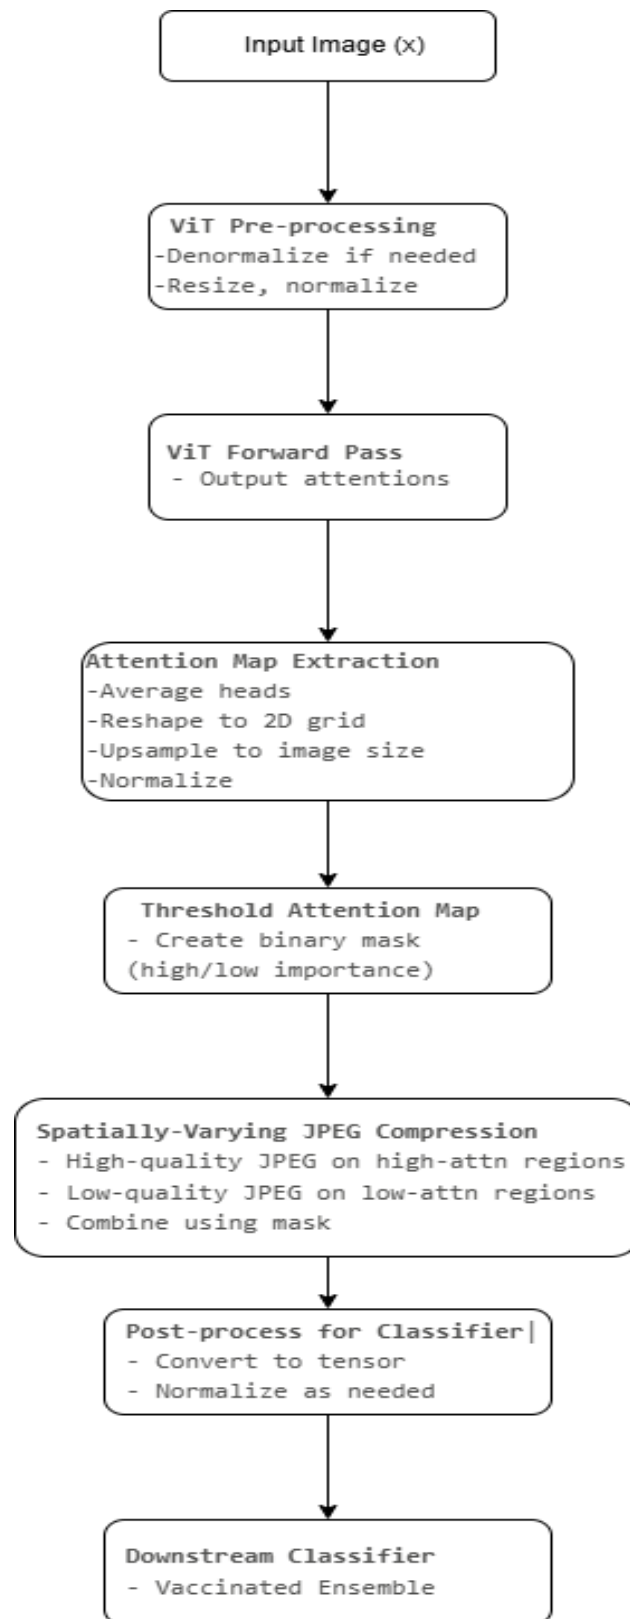 Input Image (x)
ViT Pre-processing
-Denormalize if needed
-Resize, normalize
ViT Forward Pass
- Output attentions
Attention Map Extraction
-Average heads
-Reshape to 2D grid
-Upsample to image size
-Normalize
Threshold Attention Map
- Create binary mask
(high/low importance)
Spatially-Varying JPEG Compression
- High-quality JPEG on high-attn regions
- Low-quality JPEG on low-attn regions
- Combine using mask
Post-process for Classifier|
- Convert to tensor
- Normalize as needed
Downstream Classifier
- Vaccinated Ensemble